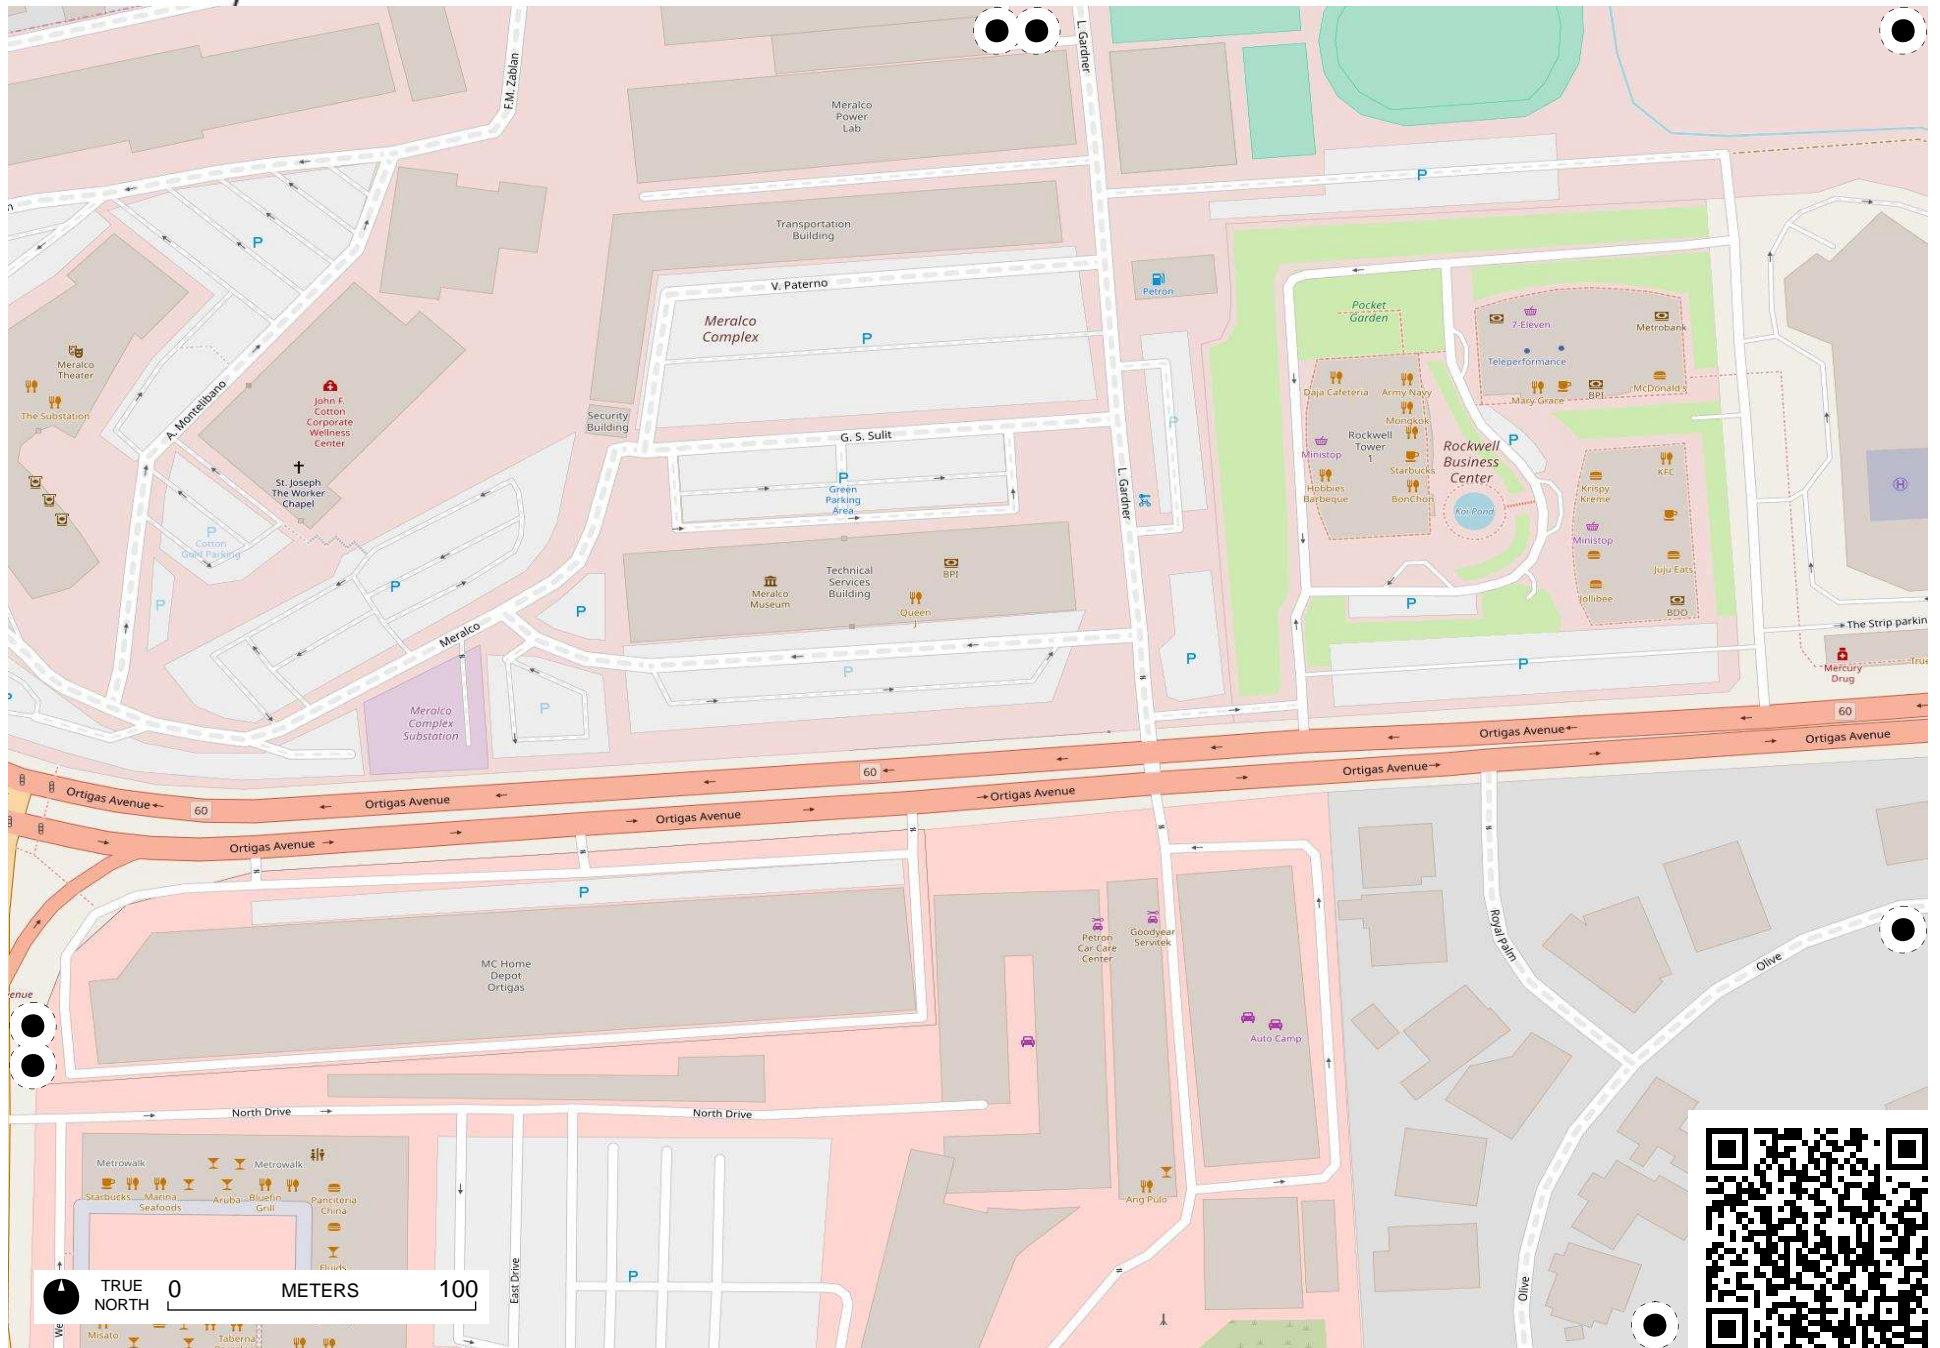 L. Gardner
F.M. Zablan
Meralco
Power
Lab
P
P
Transportation
Building
Petron
V. Paterno
Meralco
Complex
P
Pocket
Garden
7-Eleven
Metrobank
Teleperformance
Meralco
Theater
The Substation
A. Montelibano
John F.
Cotton
Corporate
Wellness
Center
Security
Building
G. S. Sulit
Daja Cafeteria
Army Navy
Mary Grace
BPI
McDonald's
Mongkok
P
Rockwell
Tower
1
Ministop
Starbucks
Hobbies
Barbeque
BonChon
Rockwell
Business
Center
P
Koi Pond
Krispy
Kreme
KFC
H
St. Joseph
The Worker
Chapel
P
Green
Parking
Area
L. Gardner
P
Cotton
Gold Parking
Ministop
Juju Eats
Jollibee
BDO
P
P
P
Meralco
Museum
Technical
Services
Building
BPI
Queen
J
P
The Strip parkin
Meralco
P
P
P
Mercury
Drug
True
P
P
Meralco
Complex
Substation
60
Ortigas Avenue
Ortigas Avenue
60
Ortigas Avenue
Ortigas Avenue
Ortigas Avenue
60
Ortigas Avenue
Ortigas Avenue
Ortigas Avenue
P
Royal Palm
Petron
Car Care
Center
Goodyear
Servitek
MC Home
Depot
Ortigas
Olive
enue
Auto Camp
North Drive
North Drive
Metrowalk
Metrowalk
Starbucks
Marina
Seafoods
Aruba
Bluefin
Grill
Panciteria
China
Ang Pulo
Fluids
East Drive
P
Olive
TRUE
NORTH
0
METERS
100
We
Misato
Taberna